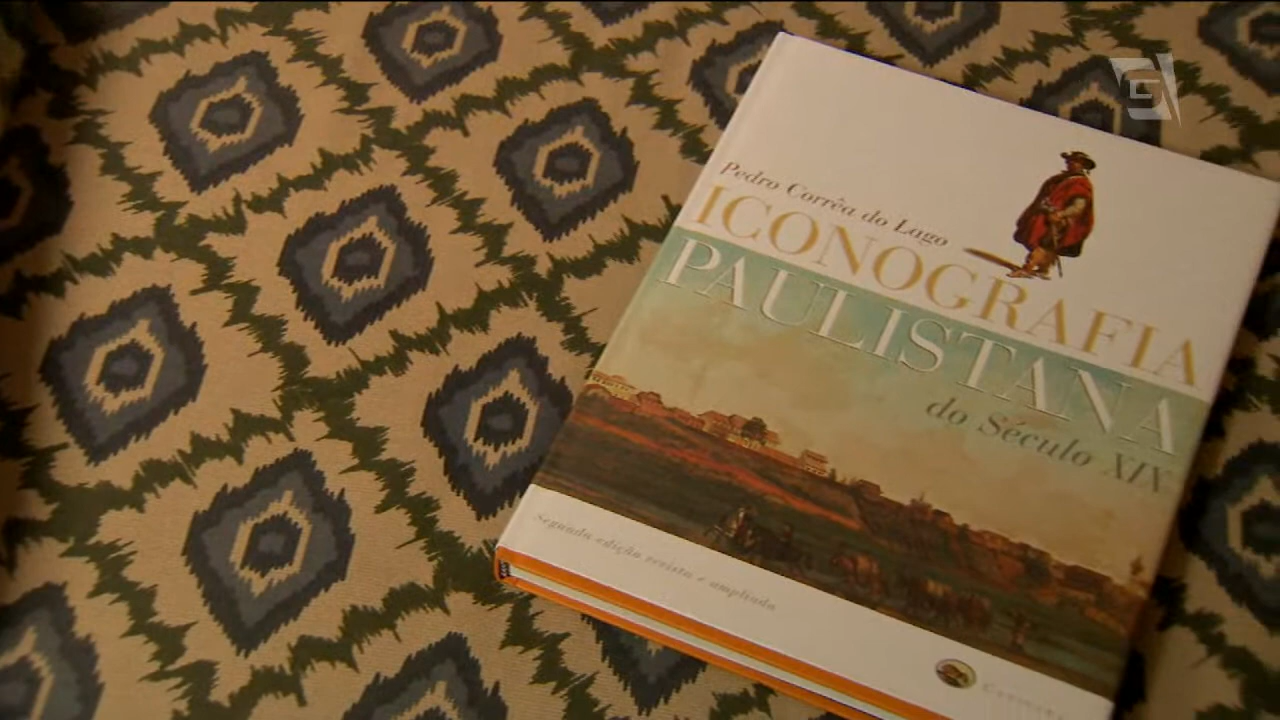 Pedro Corrêa do Lago
ICONOGRAFIA
PAULISTANA
do Século XIX
Segunda edição revista e ampliada